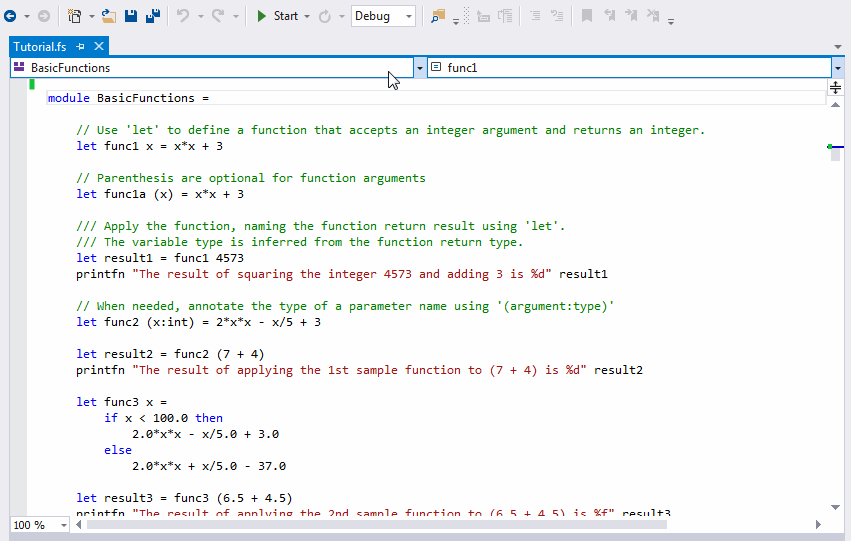 Start
Debug
Tutorial.fs
BasicFunctions
func1
module BasicFunctions =
// Use 'let' to define a function that accepts an integer argument and returns an integer.
let func1 x = x*x + 3
// Parenthesis are optional for function arguments
let func1a (x) = x*x + 3
/// Apply the function, naming the function return result using 'let'.
/// The variable type is inferred from the function return type.
let result1 = func1 4573
printfn "The result of squaring the integer 4573 and adding 3 is %d" result1
// When needed, annotate the type of a parameter name using '(argument:type)'
let func2 (x:int) = 2*x*x - x/5 + 3
let result2 = func2 (7 + 4)
printfn "The result of applying the 1st sample function to (7 + 4) is %d" result2
let func3 x =
if x < 100.0 then
2.0*x*x - x/5.0 + 3.0
else
2.0*x*x + x/5.0 - 37.0
let result3 = func3 (6.5 + 4.5)
printfn "The result of applying the 2nd sample function to (6.5 + 4.5) is %f" result3
100 %